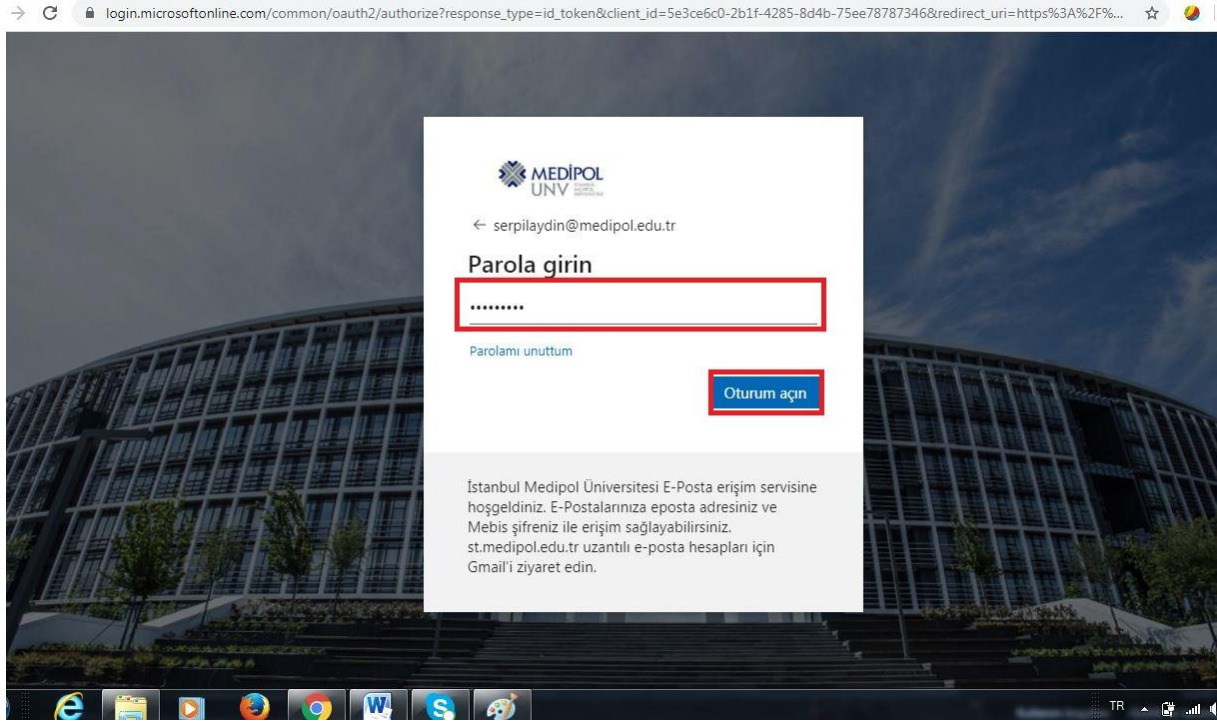 login.microsoftonline.com/common/oauth2/authorize?response_type=id_token&client_id=5e3ce6c0-2b1f-4285-8d4b-75ee78787346&redirect_uri=https%3A%2F%...
MEDİPOL
UNV
← serpilaydin@medipol.edu.tr
Parola girin
•••••••••
Parolamı unuttum
Oturum açın
İstanbul Medipol Üniversitesi E-Posta erişim servisine
hoşgeldiniz. E-Postalarınıza eposta adresiniz ve
Mebis şifreniz ile erişim sağlayabilirsiniz.
st.medipol.edu.tr uzantılı e-posta hesapları için
Gmail'i ziyaret edin.
TR